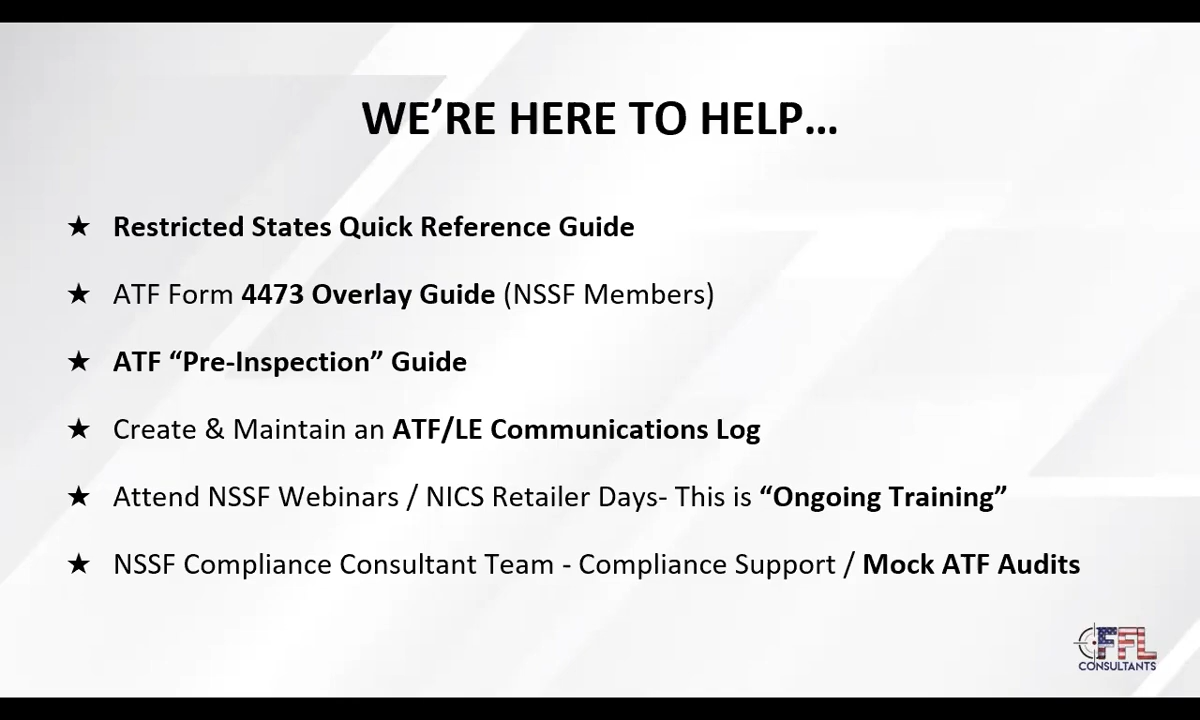 WE’RE HERE TO HELP…
★ Restricted States Quick Reference Guide
★ ATF Form 4473 Overlay Guide (NSSF Members)
★ ATF “Pre-Inspection” Guide
★ Create & Maintain an ATF/LE Communications Log
★ Attend NSSF Webinars / NICS Retailer Days- This is “Ongoing Training”
★ NSSF Compliance Consultant Team - Compliance Support / Mock ATF Audits
FFL
CONSULTANTS